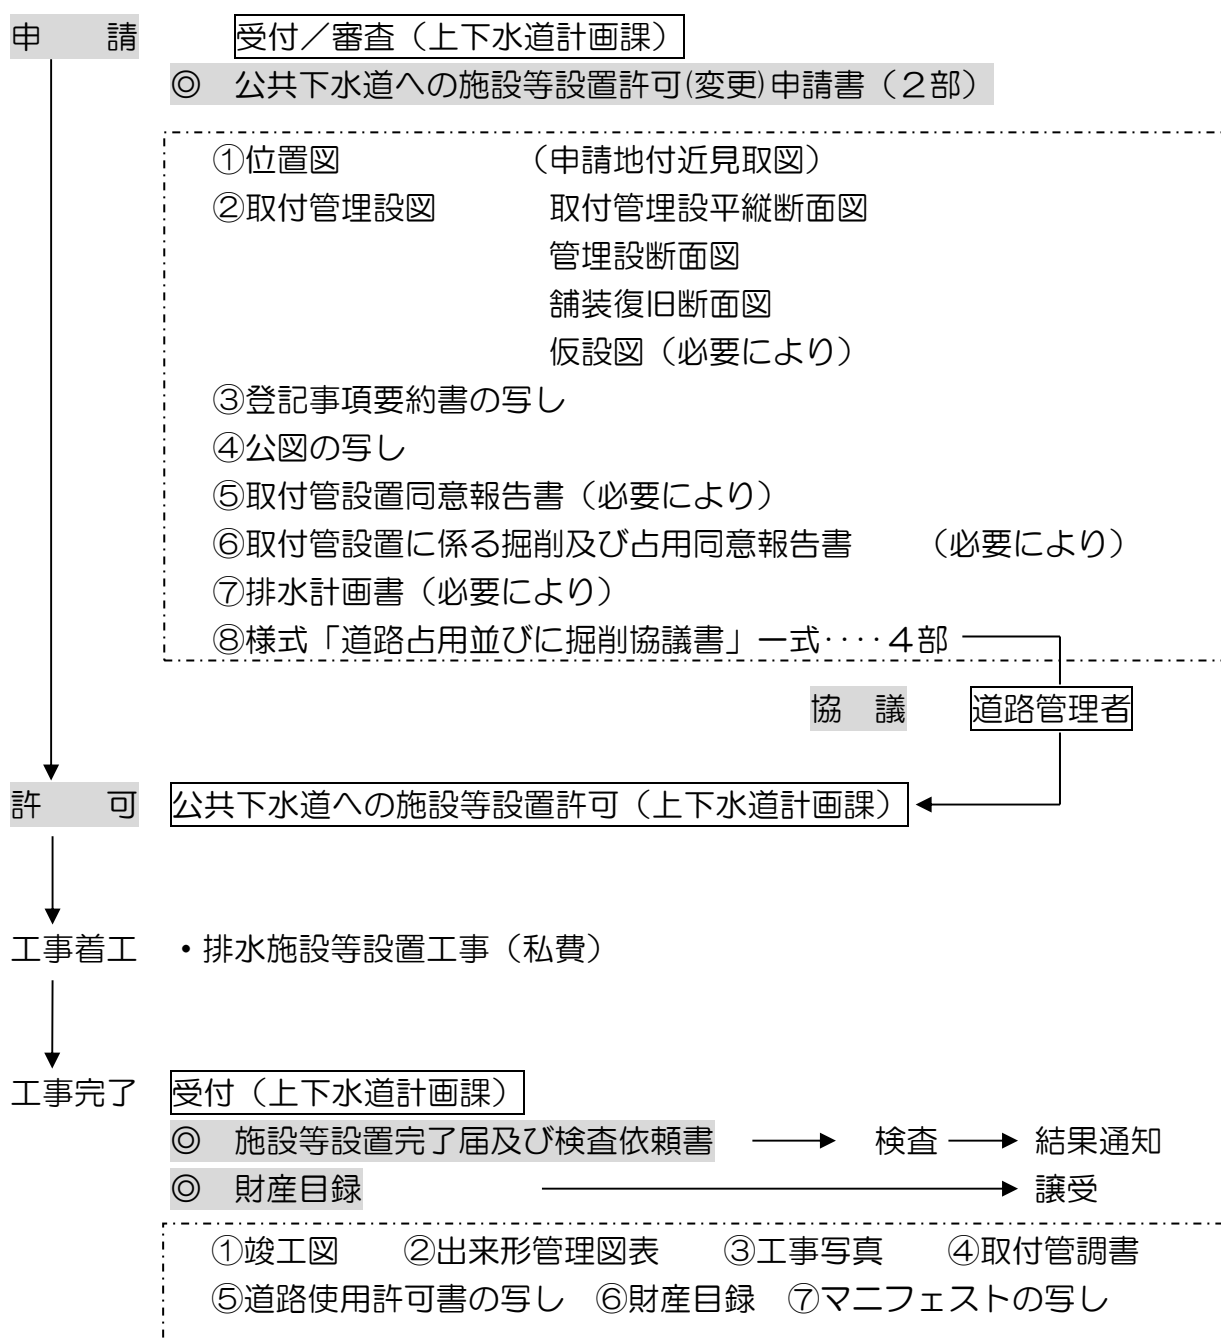 申　　請　　受付／審査（上下水道計画課）
◎　公共下水道への施設等設置許可(変更)申請書（２部）
①位置図　　　　　　（申請地付近見取図）
②取付管埋設図　　　取付管埋設平縦断面図
管埋設断面図
舗装復旧断面図
仮設図（必要により）
③登記事項要約書の写し
④公図の写し
⑤取付管設置同意報告書（必要により）
⑥取付管設置に係る掘削及び占用同意報告書　　（必要により）
⑦排水計画書（必要により）
⑧様式「道路占用並びに掘削協議書」一式‥‥４部
協　議　　道路管理者
許　　可　公共下水道への施設等設置許可（上下水道計画課）
工事着工　・排水施設等設置工事（私費）
工事完了　受付（上下水道計画課）
◎　施設等設置完了届及び検査依頼書　　検査　　結果通知
◎　財産目録　　譲受
①竣工図　　②出来形管理図表　　③工事写真　　④取付管調書
⑤道路使用許可書の写し　⑥財産目録　⑦マニフェストの写し